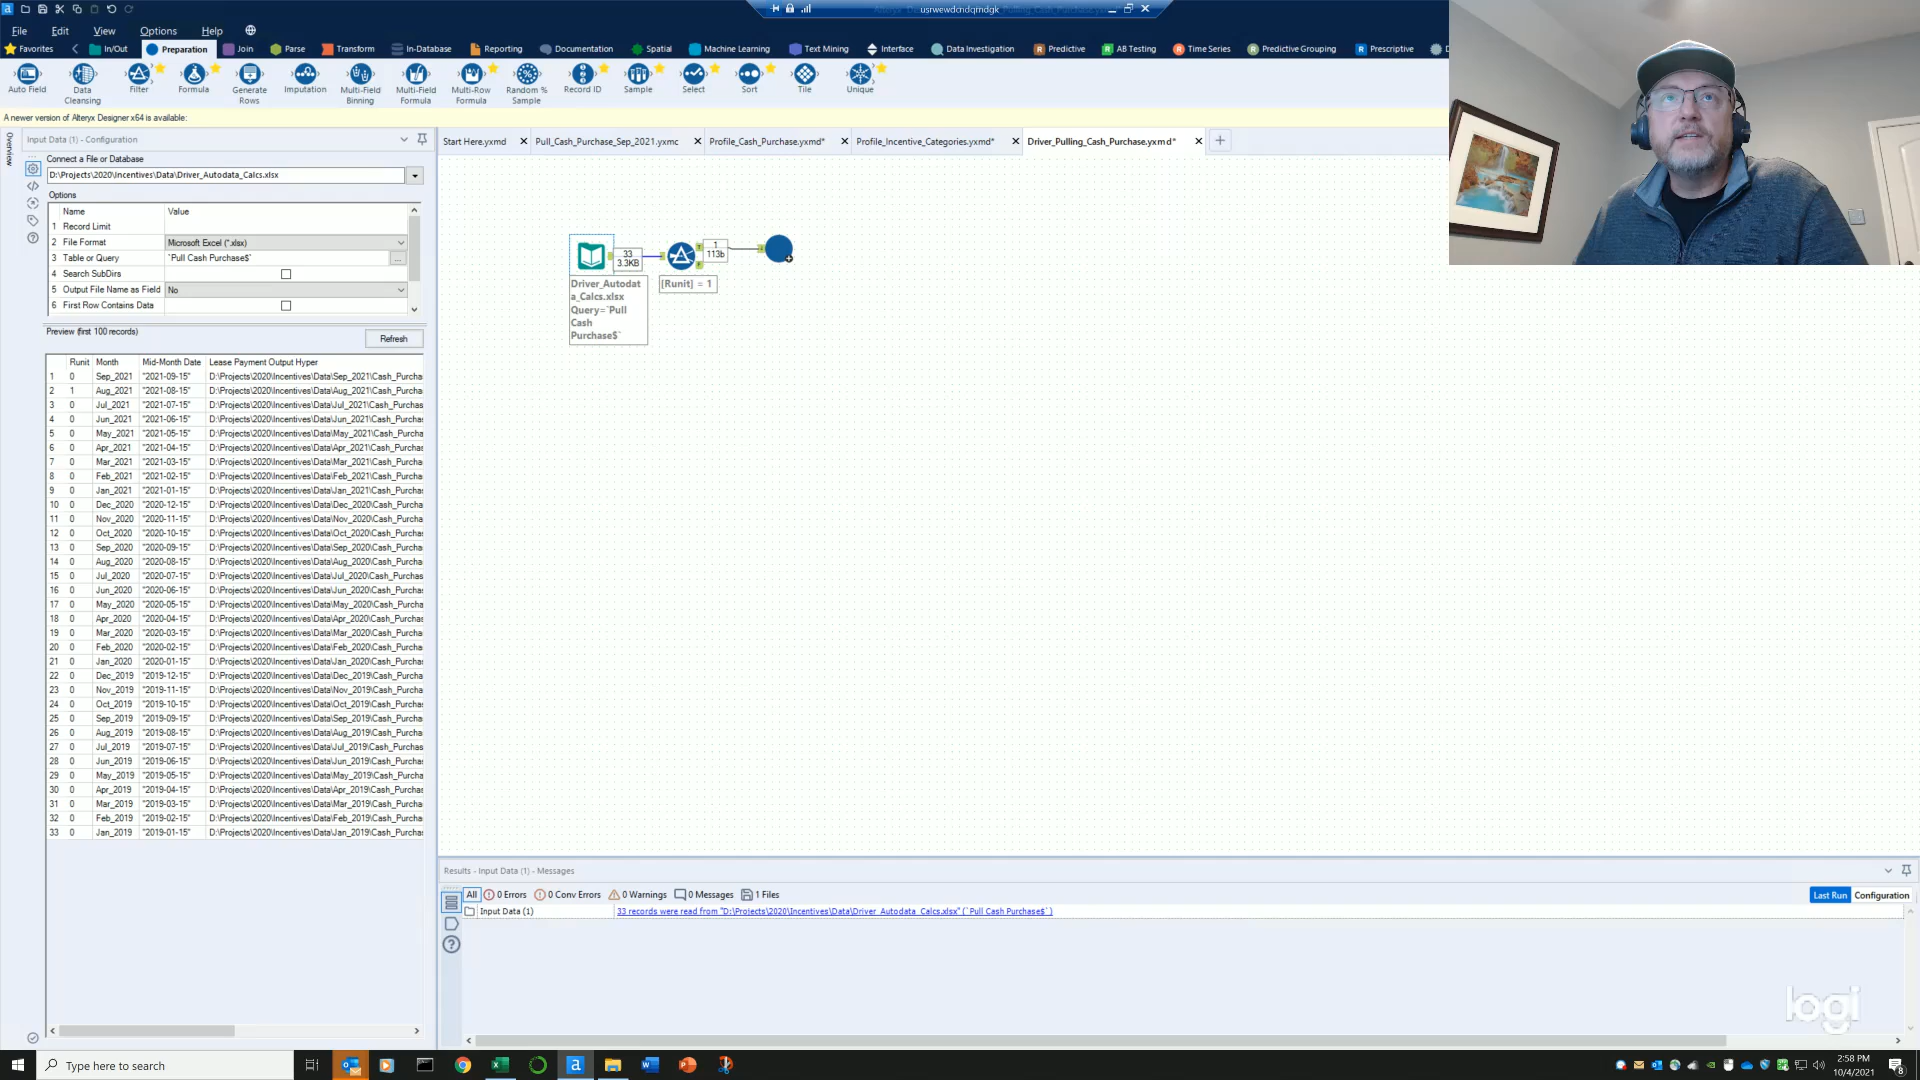 usrwewdcndqmdgk
File Edit View Options Help
Favorites In/Out Preparation Join Parse Transform In-Database Reporting Documentation Spatial Machine Learning Text Mining Interface Data Investigation Predictive AB Testing Time Series Predictive Grouping Prescriptive
Auto Field Data Cleansing Filter Formula Generate Rows Imputation Multi-Field Binning Multi-Field Formula Multi-Row Formula Random % Sample Record ID Sample Select Sort Tile Unique
A newer version of Alteryx Designer x64 is available:
Overview
Input Data (1) - Configuration
Start Here.yxmd Pull_Cash_Purchase_Sep_2021.yxmc Profile_Cash_Purchase.yxmd* Profile_Incentive_Categories.yxmd* Driver_Pulling_Cash_Purchase.yxmd*
Connect a File or Database
D:\Projects\2020\Incentives\Data\Driver_Autodata_Calcs.xlsx
Options
Name Value
1 Record Limit
2 File Format Microsoft Excel (*.xlsx)
3 Table or Query `Pull Cash Purchase$` ...
4 Search SubDirs
5 Output File Name as Field No
6 First Row Contains Data
Preview (first 100 records)
Refresh
Runit Month Mid-Month Date Lease Payment Output Hyper
1 0 Sep_2021 "2021-09-15" D:\Projects\2020\Incentives\Data\Sep_2021\Cash_Purcha
2 1 Aug_2021 "2021-08-15" D:\Projects\2020\Incentives\Data\Aug_2021\Cash_Purcha
3 0 Jul_2021 "2021-07-15" D:\Projects\2020\Incentives\Data\Jul_2021\Cash_Purchas
4 0 Jun_2021 "2021-06-15" D:\Projects\2020\Incentives\Data\Jun_2021\Cash_Purchas
5 0 May_2021 "2021-05-15" D:\Projects\2020\Incentives\Data\May_2021\Cash_Purcha
6 0 Apr_2021 "2021-04-15" D:\Projects\2020\Incentives\Data\Apr_2021\Cash_Purchas
7 0 Mar_2021 "2021-03-15" D:\Projects\2020\Incentives\Data\Mar_2021\Cash_Purcha
8 0 Feb_2021 "2021-02-15" D:\Projects\2020\Incentives\Data\Feb_2021\Cash_Purcha
9 0 Jan_2021 "2021-01-15" D:\Projects\2020\Incentives\Data\Jan_2021\Cash_Purchas
10 0 Dec_2020 "2020-12-15" D:\Projects\2020\Incentives\Data\Dec_2020\Cash_Purcha
11 0 Nov_2020 "2020-11-15" D:\Projects\2020\Incentives\Data\Nov_2020\Cash_Purcha
12 0 Oct_2020 "2020-10-15" D:\Projects\2020\Incentives\Data\Oct_2020\Cash_Purchas
13 0 Sep_2020 "2020-09-15" D:\Projects\2020\Incentives\Data\Sep_2020\Cash_Purcha
14 0 Aug_2020 "2020-08-15" D:\Projects\2020\Incentives\Data\Aug_2020\Cash_Purcha
15 0 Jul_2020 "2020-07-15" D:\Projects\2020\Incentives\Data\Jul_2020\Cash_Purchas
16 0 Jun_2020 "2020-06-15" D:\Projects\2020\Incentives\Data\Jun_2020\Cash_Purchas
17 0 May_2020 "2020-05-15" D:\Projects\2020\Incentives\Data\May_2020\Cash_Purcha
18 0 Apr_2020 "2020-04-15" D:\Projects\2020\Incentives\Data\Apr_2020\Cash_Purchas
19 0 Mar_2020 "2020-03-15" D:\Projects\2020\Incentives\Data\Mar_2020\Cash_Purcha
20 0 Feb_2020 "2020-02-15" D:\Projects\2020\Incentives\Data\Feb_2020\Cash_Purcha
21 0 Jan_2020 "2020-01-15" D:\Projects\2020\Incentives\Data\Jan_2020\Cash_Purchas
22 0 Dec_2019 "2019-12-15" D:\Projects\2020\Incentives\Data\Dec_2019\Cash_Purcha
23 0 Nov_2019 "2019-11-15" D:\Projects\2020\Incentives\Data\Nov_2019\Cash_Purcha
24 0 Oct_2019 "2019-10-15" D:\Projects\2020\Incentives\Data\Oct_2019\Cash_Purchas
25 0 Sep_2019 "2019-09-15" D:\Projects\2020\Incentives\Data\Sep_2019\Cash_Purcha
26 0 Aug_2019 "2019-08-15" D:\Projects\2020\Incentives\Data\Aug_2019\Cash_Purcha
27 0 Jul_2019 "2019-07-15" D:\Projects\2020\Incentives\Data\Jul_2019\Cash_Purchas
28 0 Jun_2019 "2019-06-15" D:\Projects\2020\Incentives\Data\Jun_2019\Cash_Purchas
29 0 May_2019 "2019-05-15" D:\Projects\2020\Incentives\Data\May_2019\Cash_Purcha
30 0 Apr_2019 "2019-04-15" D:\Projects\2020\Incentives\Data\Apr_2019\Cash_Purchas
31 0 Mar_2019 "2019-03-15" D:\Projects\2020\Incentives\Data\Mar_2019\Cash_Purcha
32 0 Feb_2019 "2019-02-15" D:\Projects\2020\Incentives\Data\Feb_2019\Cash_Purcha
33 0 Jan_2019 "2019-01-15" D:\Projects\2020\Incentives\Data\Jan_2019\Cash_Purchas
33
3.3KB
1
113b
Driver_Autodat
a_Calcs.xlsx
Query=`Pull
Cash
Purchase$`
[Runit] = 1
Results - Input Data (1) - Messages
All 0 Errors 0 Conv Errors 0 Warnings 0 Messages 1 Files Last Run Configuration
Input Data (1) 33 records were read from "D:\Projects\2020\Incentives\Data\Driver_Autodata_Calcs.xlsx" (`Pull Cash Purchase$`)
logi
Type here to search
2:58 PM
10/4/2021
8